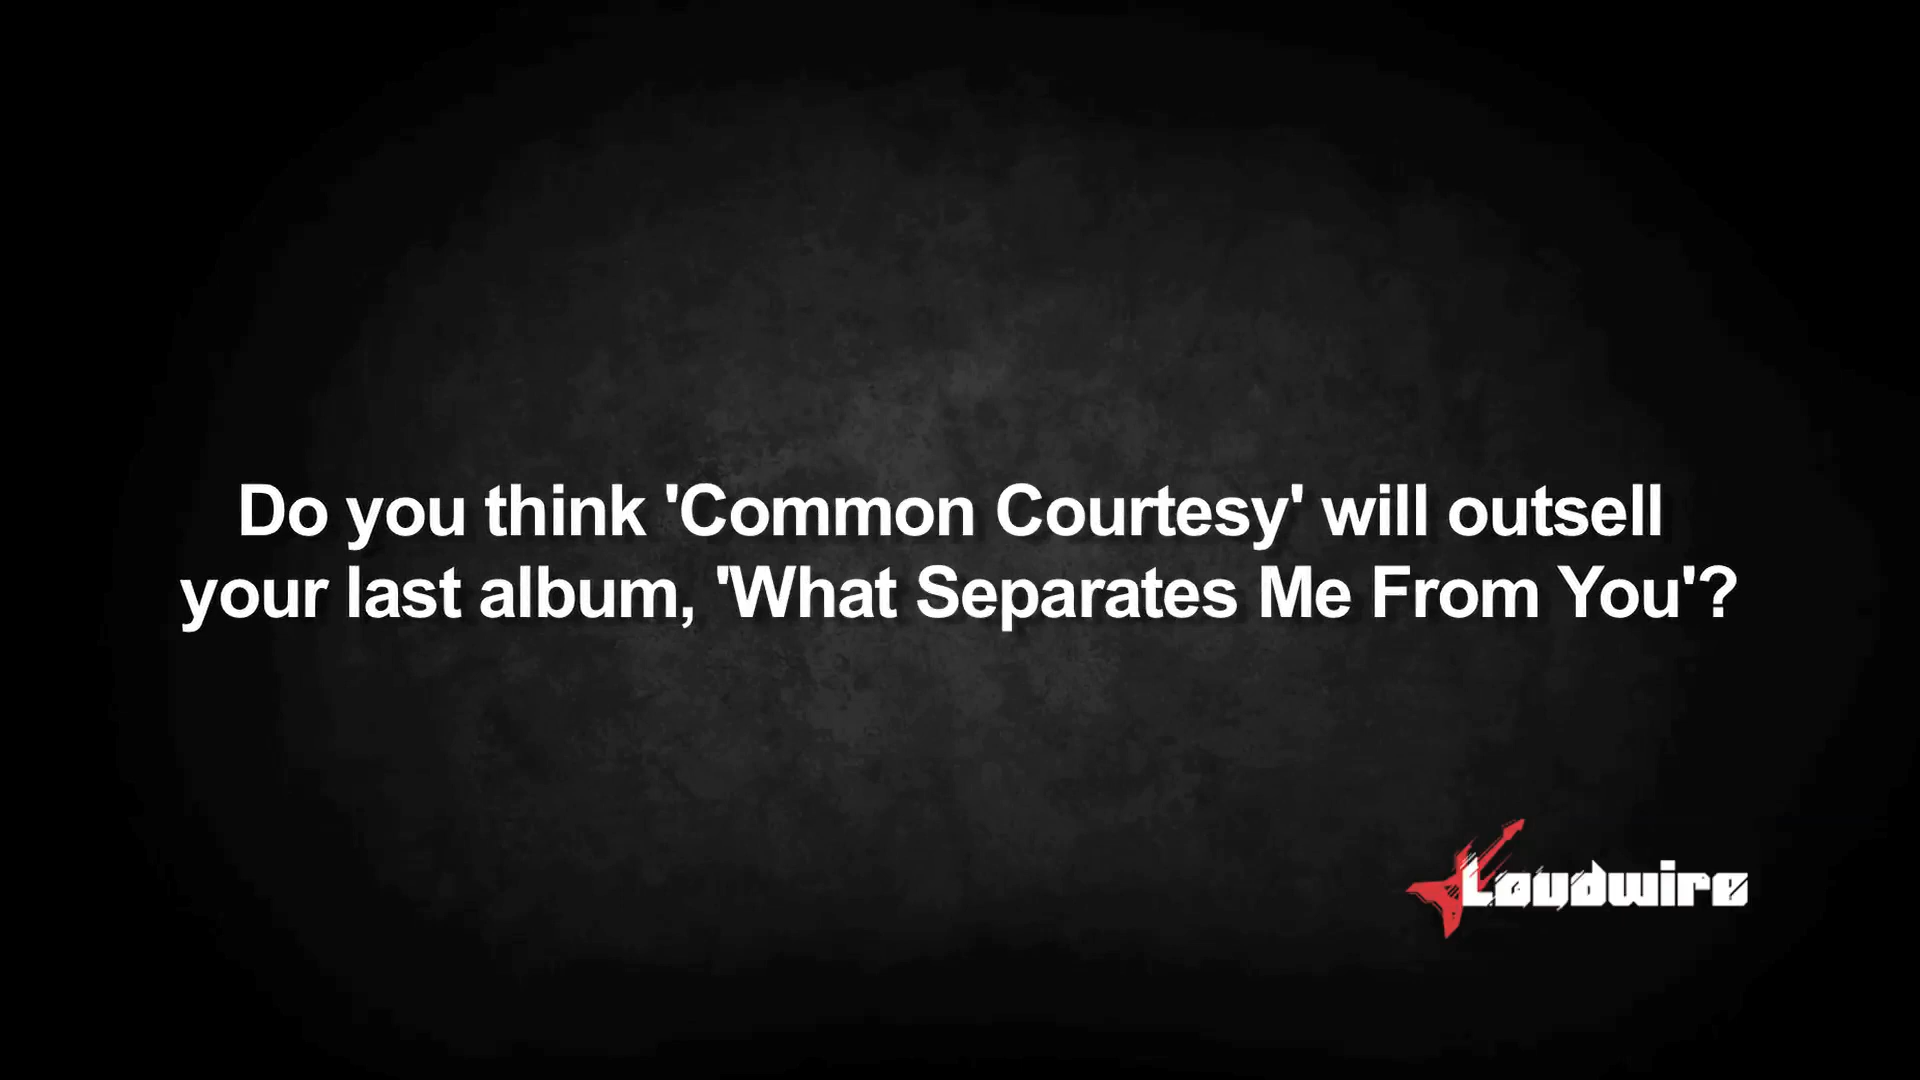 Do you think 'Common Courtesy' will outsell
your last album, 'What Separates Me From You'?
Loudwire